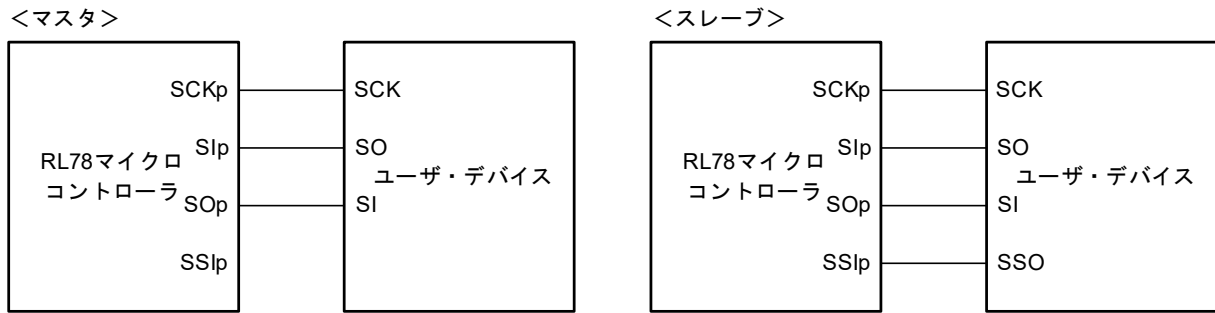 ＜マスタ＞
SCKp
SCK
SIp
SO
RL78マイクロ
コントローラ
ユーザ・デバイス
SOp
SI
SSIp
＜スレーブ＞
SCKp
SCK
SIp
SO
RL78マイクロ
コントローラ
ユーザ・デバイス
SOp
SI
SSIp
SSO